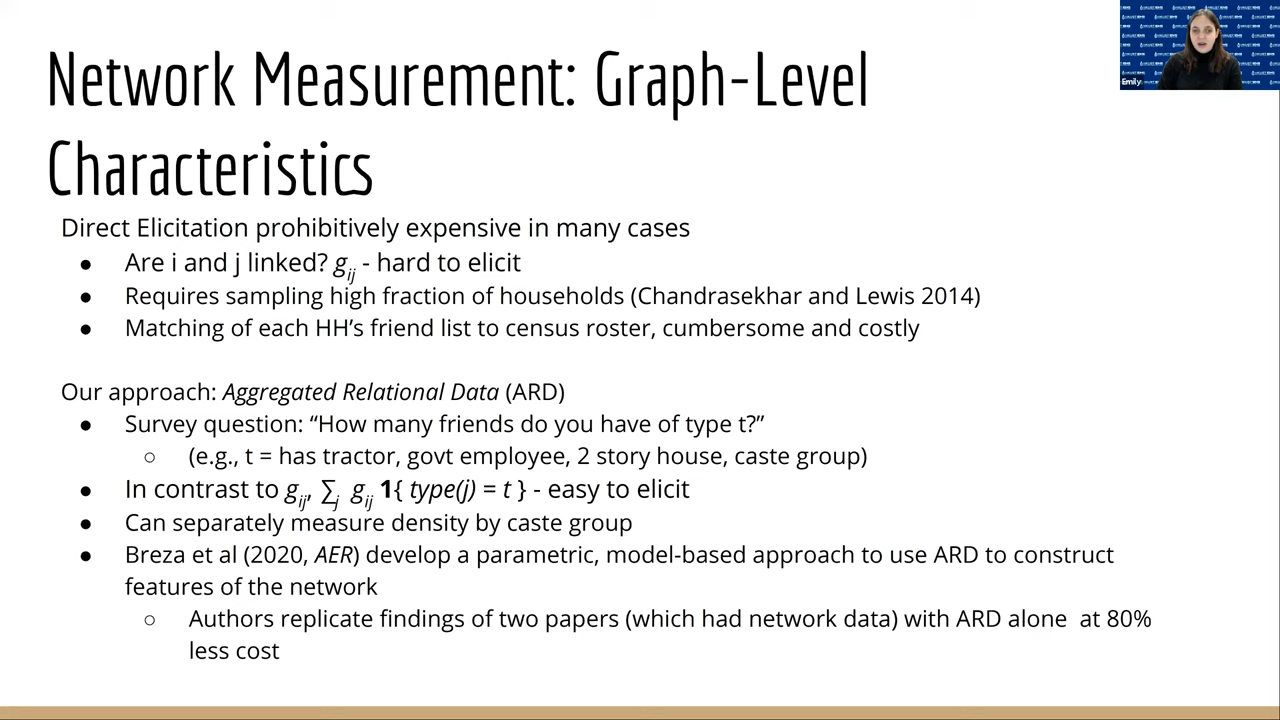 Network Measurement: Graph-Level
Characteristics
Direct Elicitation prohibitively expensive in many cases
● Are i and j linked? gij - hard to elicit
● Requires sampling high fraction of households (Chandrasekhar and Lewis 2014)
● Matching of each HH’s friend list to census roster, cumbersome and costly
Our approach: Aggregated Relational Data (ARD)
● Survey question: “How many friends do you have of type t?”
○ (e.g., t = has tractor, govt employee, 2 story house, caste group)
● In contrast to gij, ∑j gij 1{ type(j) = t } - easy to elicit
● Can separately measure density by caste group
● Breza et al (2020, AER) develop a parametric, model-based approach to use ARD to construct
features of the network
○ Authors replicate findings of two papers (which had network data) with ARD alone at 80%
less cost
Emily